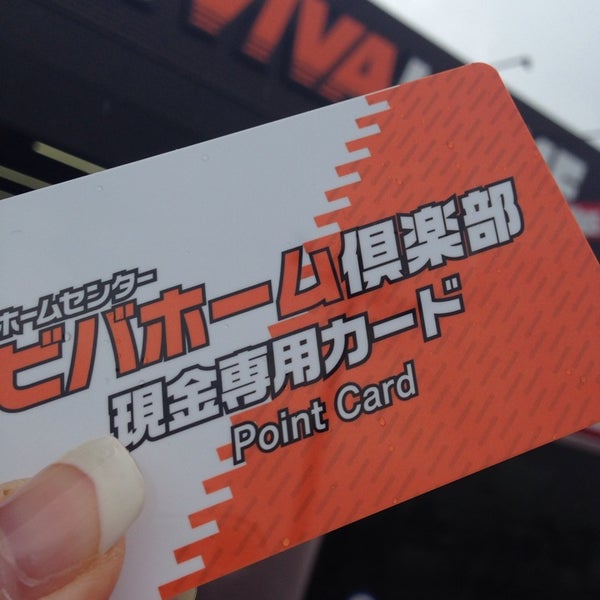 VIVA
ホームセンター
ビバホーム倶楽部
現金専用カード
Point Card